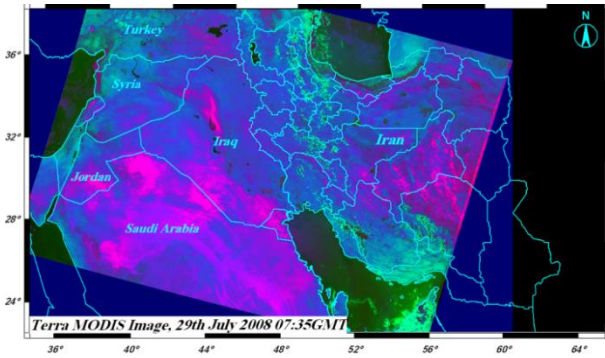 Turkey
N
36°
Syria
32°
Iraq
Iran
Jordan
28°
Saudi Arabia
24°
Terra MODIS Image, 29th July 2008 07:35GMT
36° 40° 44° 48° 52° 56° 60° 64°